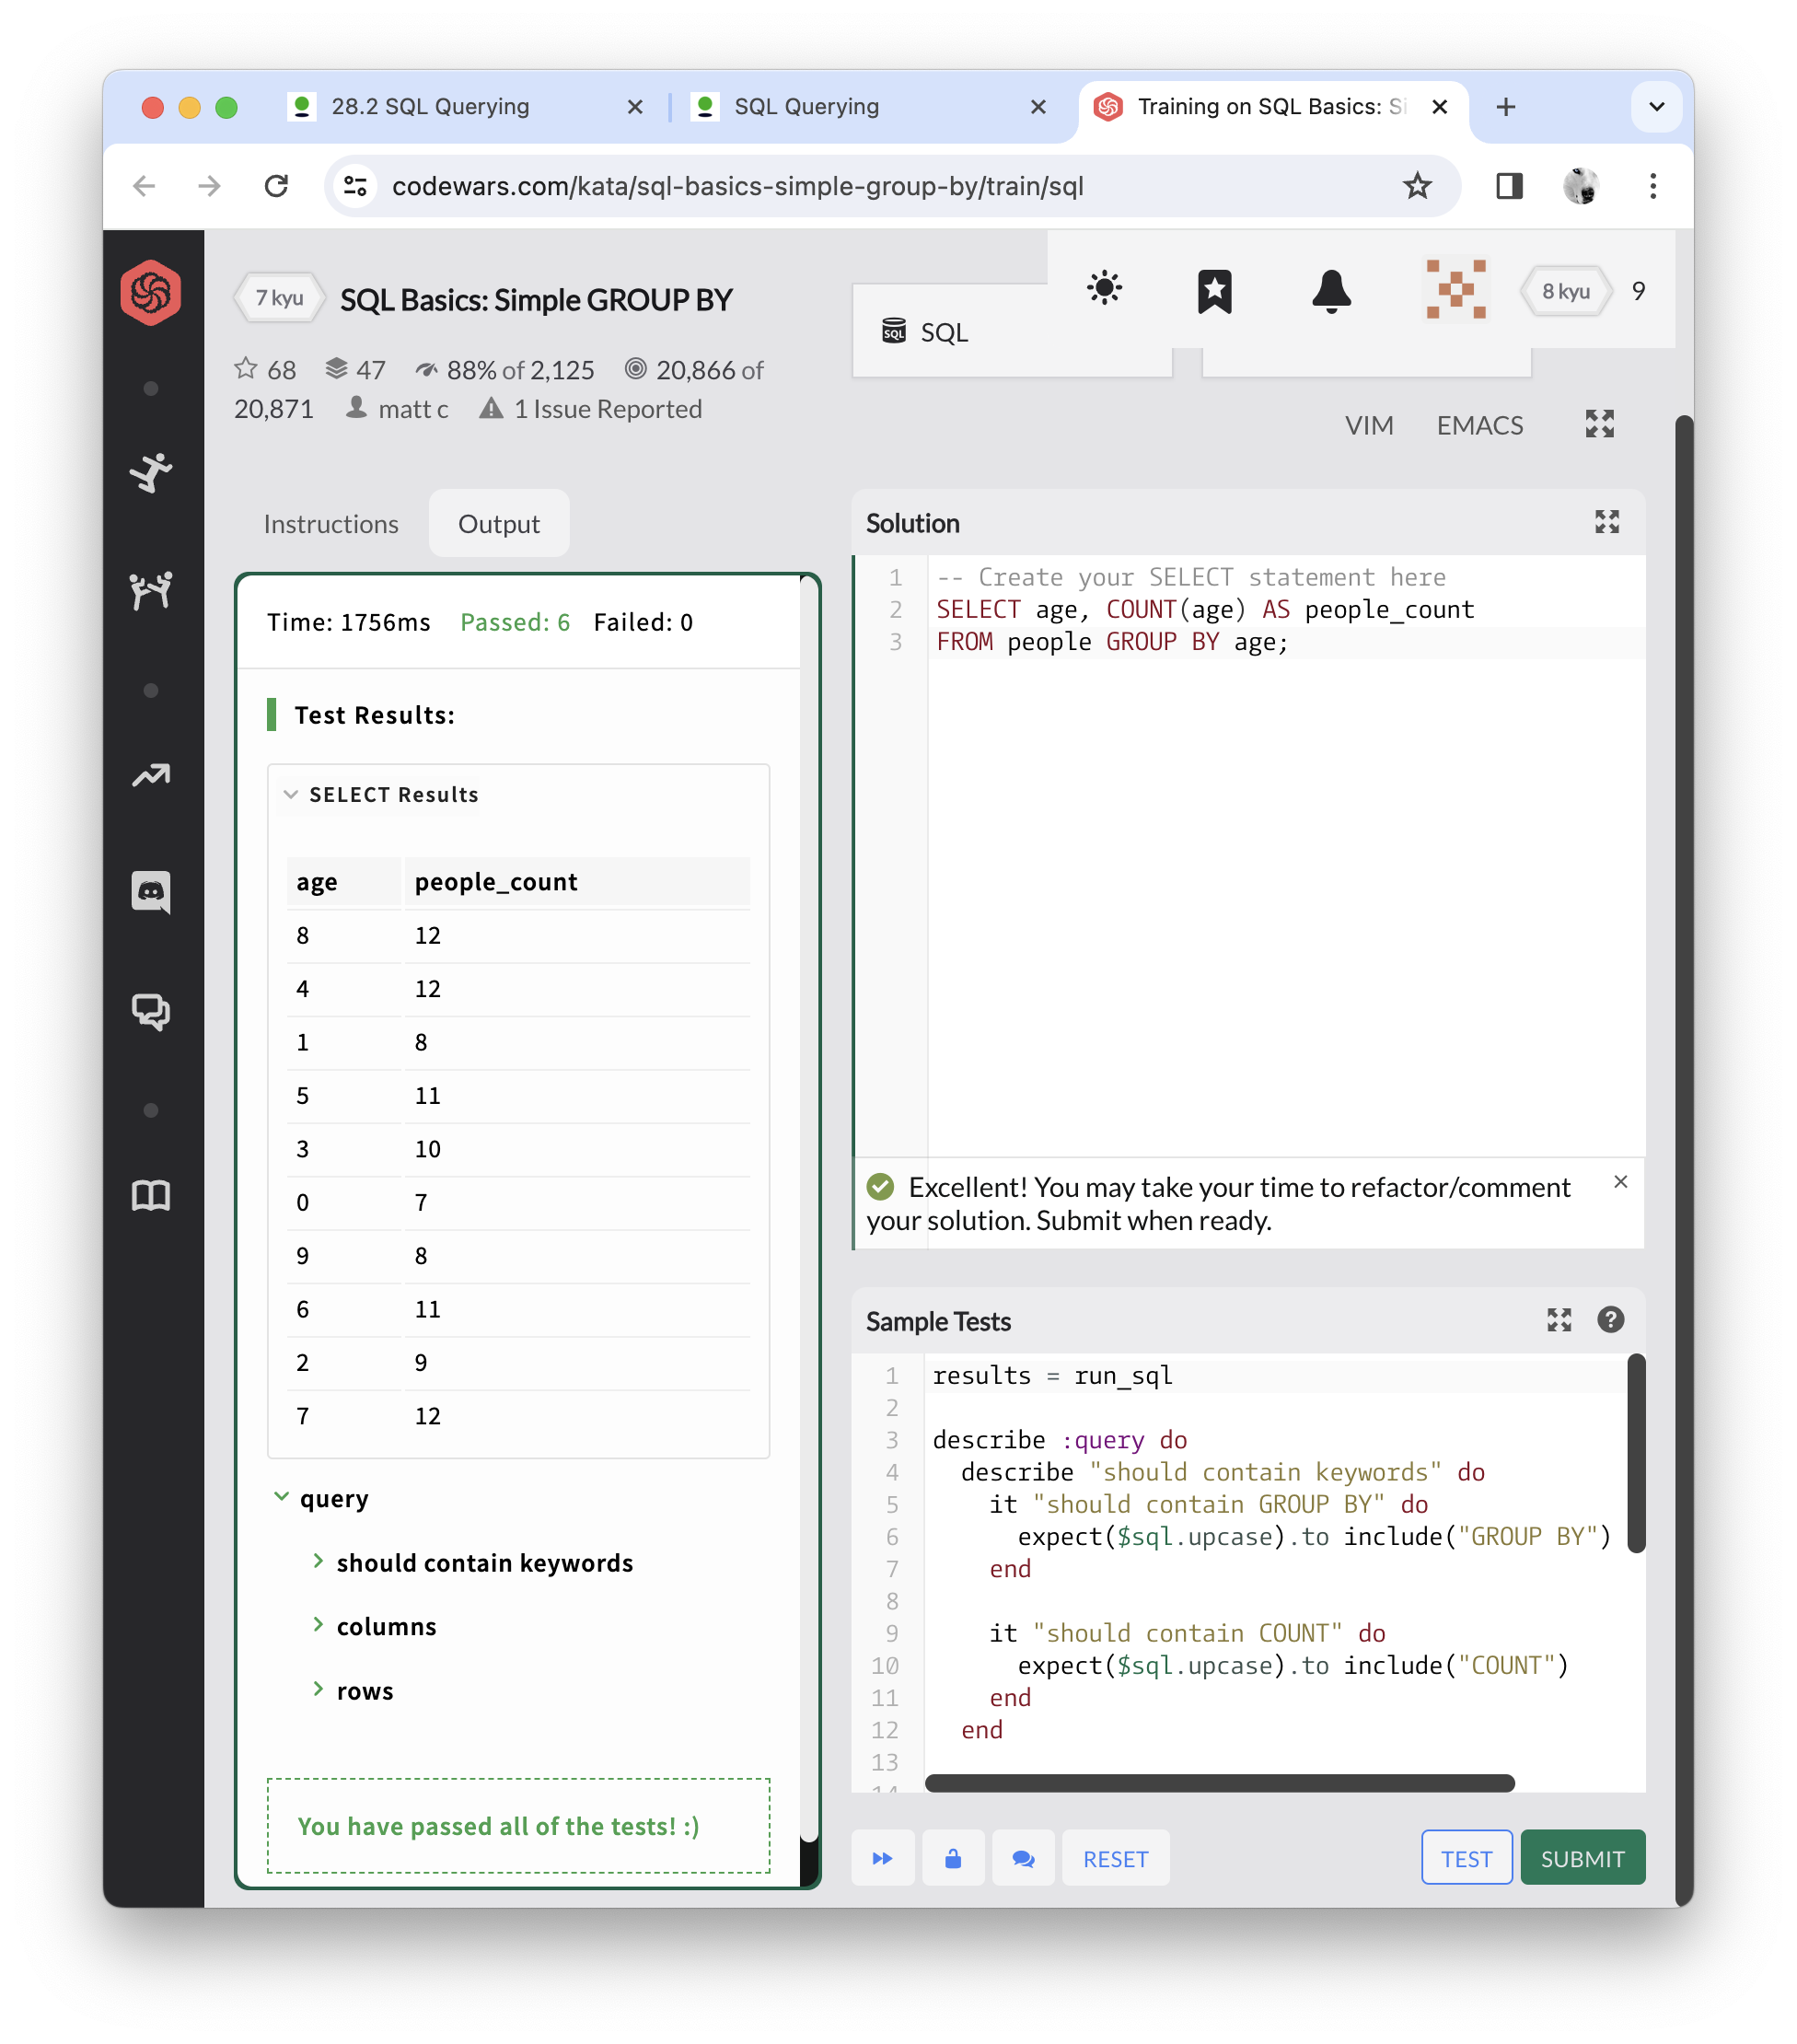 28.2 SQL Querying
SQL Querying
Training on SQL Basics: Si
codewars.com/kata/sql-basics-simple-group-by/train/sql
7 kyu
SQL Basics: Simple GROUP BY
68 47 88% of 2,125 20,866 of
20,871 matt c 1 Issue Reported
SQL
SQL
8 kyu
9
VIM EMACS
Instructions
Output
Time: 1756ms Passed: 6 Failed: 0
Test Results:
SELECT Results
age people_count
8 12
4 12
1 8
5 11
3 10
0 7
9 8
6 11
2 9
7 12
query
should contain keywords
columns
rows
You have passed all of the tests! :)
Solution
1 -- Create your SELECT statement here
2 SELECT age, COUNT(age) AS people_count
3 FROM people GROUP BY age;
Excellent! You may take your time to refactor/comment
your solution. Submit when ready.
Sample Tests
1 results = run_sql
2
3 describe :query do
4 describe "should contain keywords" do
5 it "should contain GROUP BY" do
6 expect($sql.upcase).to include("GROUP BY")
7 end
8
9 it "should contain COUNT" do
10 expect($sql.upcase).to include("COUNT")
11 end
12 end
13
14
RESET
TEST
SUBMIT